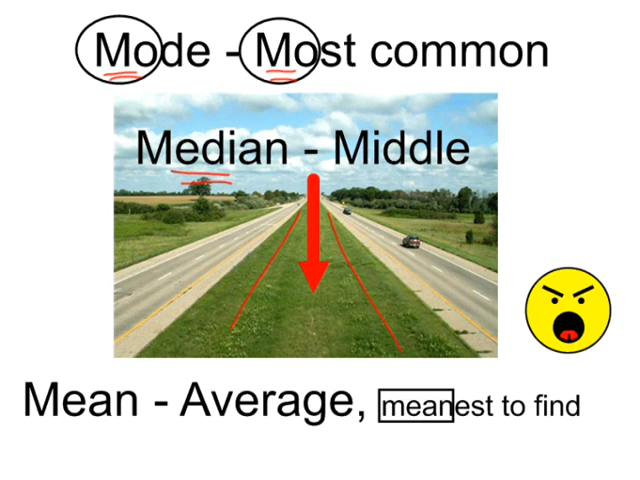 Mode - Most common
Median - Middle
Mean - Average, meanest to find